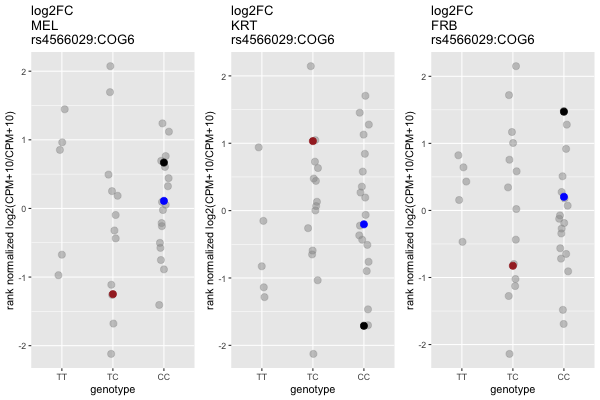 log2FC
MEL
rs4566029:COG6
rank normalized log2(CPM+10/CPM+10)
2
1
0
-1
-2
TT
TC
CC
genotype
log2FC
KRT
rs4566029:COG6
rank normalized log2(CPM+10/CPM+10)
2
1
0
-1
-2
TT
TC
CC
genotype
log2FC
FRB
rs4566029:COG6
rank normalized log2(CPM+10/CPM+10)
2
1
0
-1
-2
TT
TC
CC
genotype